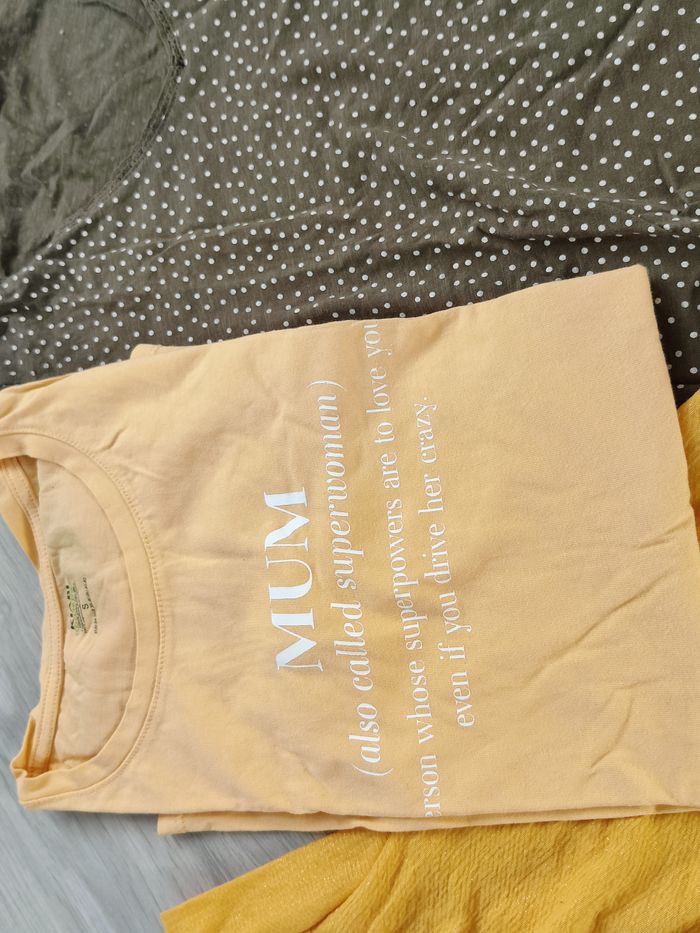 MUM
(also called superwoman)
erson whose superpowers are to love you
even if you drive her crazy.
S